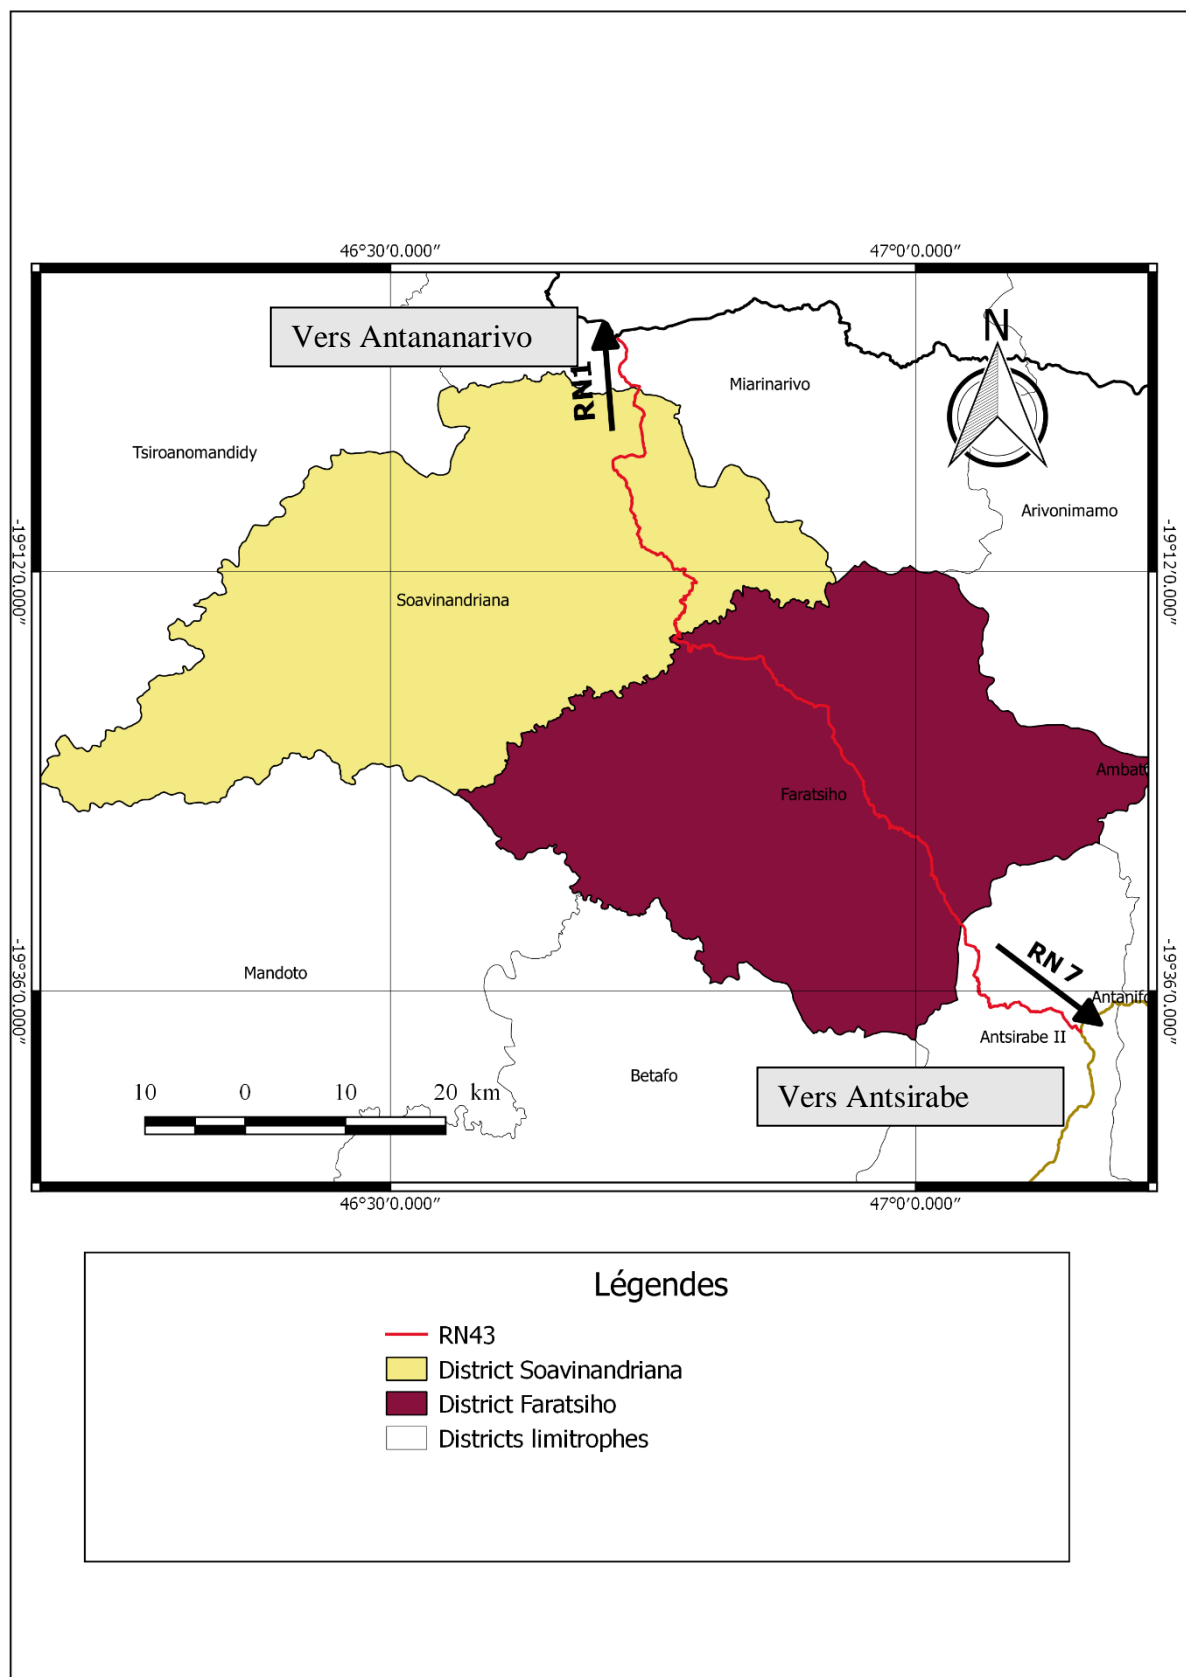 46°30′0.000″
47°0′0.000″
N
Vers Antananarivo
RN1
Miarinarivo
Tsiroanomandidy
Arivonimamo
-19°12′0.000″
-19°12′0.000″
Soavinandriana
Ambat
Faratsiho
RN 7
Mandoto
-19°36′0.000″
-19°36′0.000″
Antanifo
Antsirabe II
Betafo
Vers Antsirabe
10 0 10 20 km
46°30′0.000″
47°0′0.000″
Légendes
RN43
District Soavinandriana
District Faratsiho
Districts limitrophes